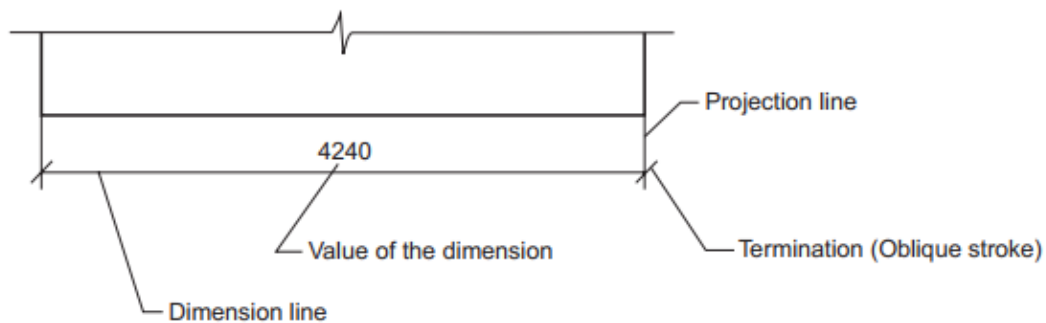 Projection line
4240
Value of the dimension
Termination (Oblique stroke)
Dimension line